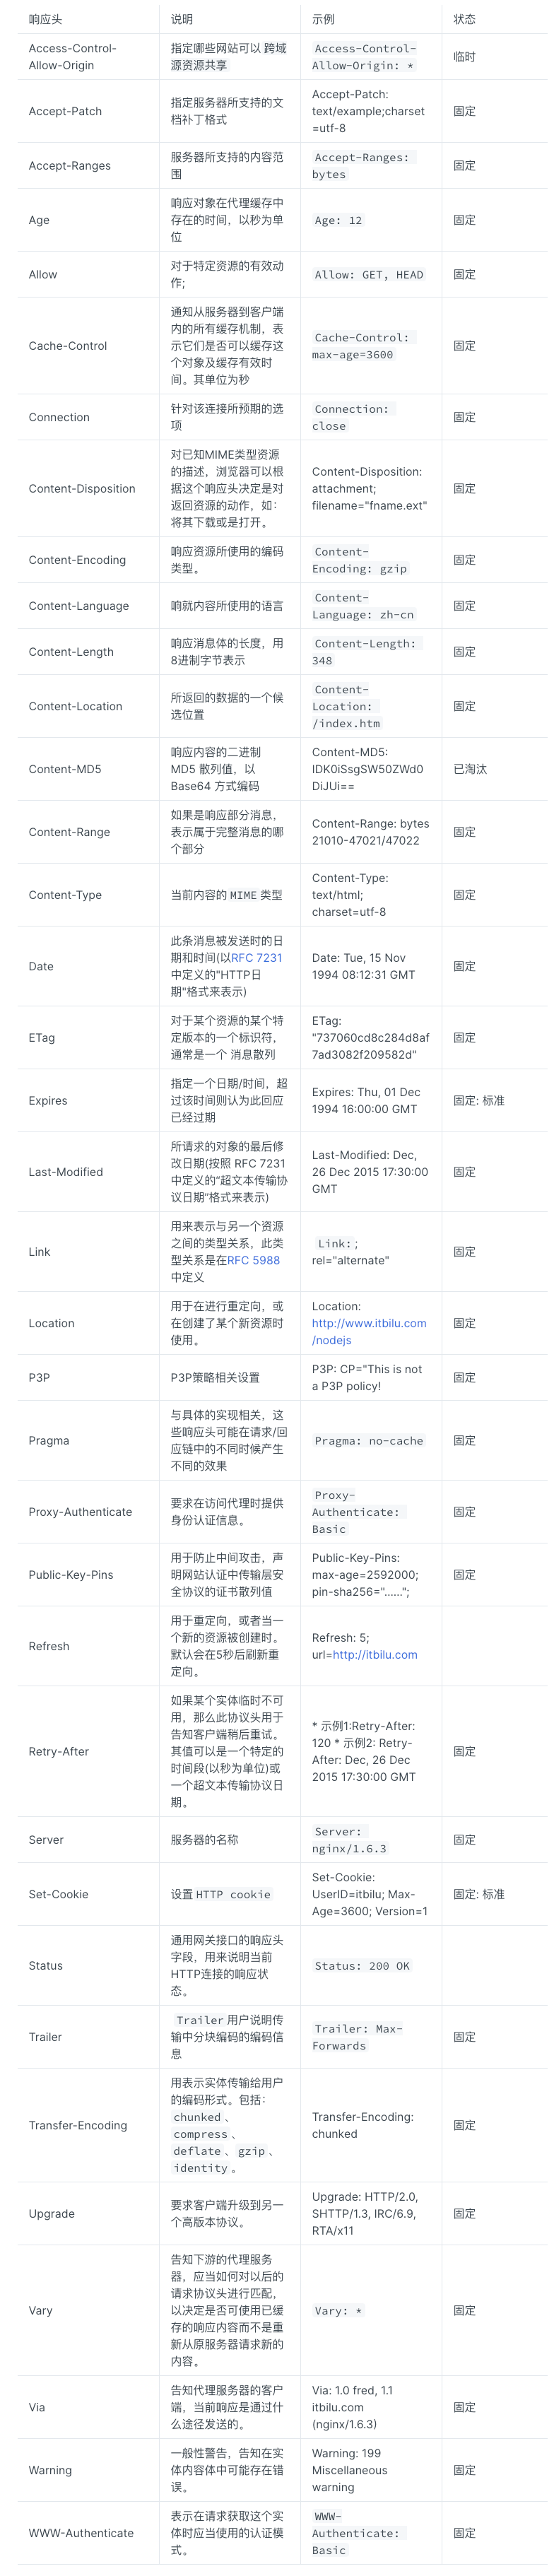 响应头 说明 示例 状态
Access-Control-
Allow-Origin
指定哪些网站可以 跨域
源资源共享
Access-Control-
Allow-Origin: *
临时
Accept-Patch
指定服务器所支持的文
档补丁格式
Accept-Patch:
text/example;charset
=utf-8
固定
Accept-Ranges
服务器所支持的内容范
围
Accept-Ranges:
bytes
固定
Age
响应对象在代理缓存中
存在的时间，以秒为单
位
Age: 12
固定
Allow
对于特定资源的有效动
作;
Allow: GET, HEAD
固定
Cache-Control
通知从服务器到客户端
内的所有缓存机制，表
示它们是否可以缓存这
个对象及缓存有效时
间。其单位为秒
Cache-Control:
max-age=3600
固定
Connection
针对该连接所预期的选
项
Connection:
close
固定
Content-Disposition
对已知MIME类型资源
的描述，浏览器可以根
据这个响应头决定是对
返回资源的动作，如：
将其下载或是打开。
Content-Disposition:
attachment;
filename="fname.ext"
固定
Content-Encoding
响应资源所使用的编码
类型。
Content-
Encoding: gzip
固定
Content-Language
响就内容所使用的语言
Content-
Language: zh-cn
固定
Content-Length
响应消息体的长度，用
8进制字节表示
Content-Length:
348
固定
Content-Location
所返回的数据的一个候
选位置
Content-
Location:
/index.htm
固定
Content-MD5
响应内容的二进制
MD5 散列值，以
Base64 方式编码
Content-MD5:
IDK0iSsgSW50ZWd0
DiJUi==
已淘汰
Content-Range
如果是响应部分消息，
表示属于完整消息的哪
个部分
Content-Range: bytes
21010-47021/47022
固定
Content-Type
当前内容的 MIME 类型
Content-Type:
text/html;
charset=utf-8
固定
Date
此条消息被发送时的日
期和时间(以RFC 7231
中定义的"HTTP日
期"格式来表示)
Date: Tue, 15 Nov
1994 08:12:31 GMT
固定
ETag
对于某个资源的某个特
定版本的一个标识符，
通常是一个 消息散列
ETag:
"737060cd8c284d8af
7ad3082f209582d"
固定
Expires
指定一个日期/时间，超
过该时间则认为此回应
已经过期
Expires: Thu, 01 Dec
1994 16:00:00 GMT
固定: 标准
Last-Modified
所请求的对象的最后修
改日期(按照 RFC 7231
中定义的“超文本传输协
议日期”格式来表示)
Last-Modified: Dec,
26 Dec 2015 17:30:00
GMT
固定
Link
用来表示与另一个资源
之间的类型关系，此类
型关系是在RFC 5988
中定义
Link: ;
rel="alternate"
固定
Location
用于在进行重定向，或
在创建了某个新资源时
使用。
Location:
http://www.itbilu.com
/nodejs
固定
P3P
P3P策略相关设置
P3P: CP="This is not
a P3P policy!
固定
Pragma
与具体的实现相关，这
些响应头可能在请求/回
应链中的不同时候产生
不同的效果
Pragma: no-cache
固定
Proxy-Authenticate
要求在访问代理时提供
身份认证信息。
Proxy-
Authenticate:
Basic
固定
Public-Key-Pins
用于防止中间攻击，声
明网站认证中传输层安
全协议的证书散列值
Public-Key-Pins:
max-age=2592000;
pin-sha256="……";
固定
Refresh
用于重定向，或者当一
个新的资源被创建时。
默认会在5秒后刷新重
定向。
Refresh: 5;
url=http://itbilu.com
Retry-After
如果某个实体临时不可
用，那么此协议头用于
告知客户端稍后重试。
其值可以是一个特定的
时间段(以秒为单位)或
一个超文本传输协议日
期。
* 示例1:Retry-After:
120 * 示例2: Retry-
After: Dec, 26 Dec
2015 17:30:00 GMT
固定
Server
服务器的名称
Server:
nginx/1.6.3
固定
Set-Cookie
设置 HTTP cookie
Set-Cookie:
UserID=itbilu; Max-
Age=3600; Version=1
固定: 标准
Status
通用网关接口的响应头
字段，用来说明当前
HTTP连接的响应状
态。
Status: 200 OK
Trailer
Trailer 用户说明传
输中分块编码的编码信
息
Trailer: Max-
Forwards
固定
Transfer-Encoding
用表示实体传输给用户
的编码形式。包括：
chunked 、
compress 、
deflate 、 gzip 、
identity 。
Transfer-Encoding:
chunked
固定
Upgrade
要求客户端升级到另一
个高版本协议。
Upgrade: HTTP/2.0,
SHTTP/1.3, IRC/6.9,
RTA/x11
固定
Vary
告知下游的代理服务
器，应当如何对以后的
请求协议头进行匹配，
以决定是否可使用已缓
存的响应内容而不是重
新从原服务器请求新的
内容。
Vary: *
固定
Via
告知代理服务器的客户
端，当前响应是通过什
么途径发送的。
Via: 1.0 fred, 1.1
itbilu.com
(nginx/1.6.3)
固定
Warning
一般性警告，告知在实
体内容体中可能存在错
误。
Warning: 199
Miscellaneous
warning
固定
WWW-Authenticate
表示在请求获取这个实
体时应当使用的认证模
式。
WWW-
Authenticate:
Basic
固定